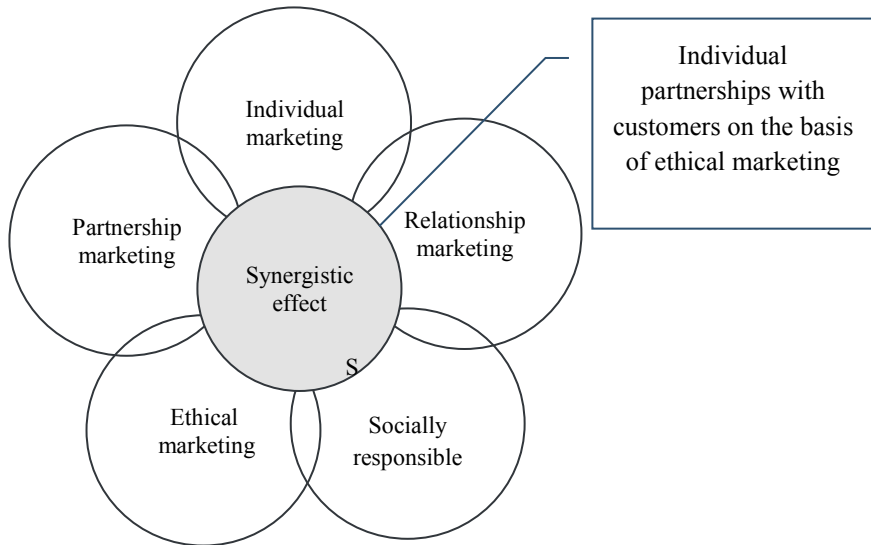 Individual
marketing
Individual
partnerships with
customers on the basis
of ethical marketing
Partnership
marketing
Relationship
marketing
Synergistic
effect
S
Ethical
marketing
Socially
responsible